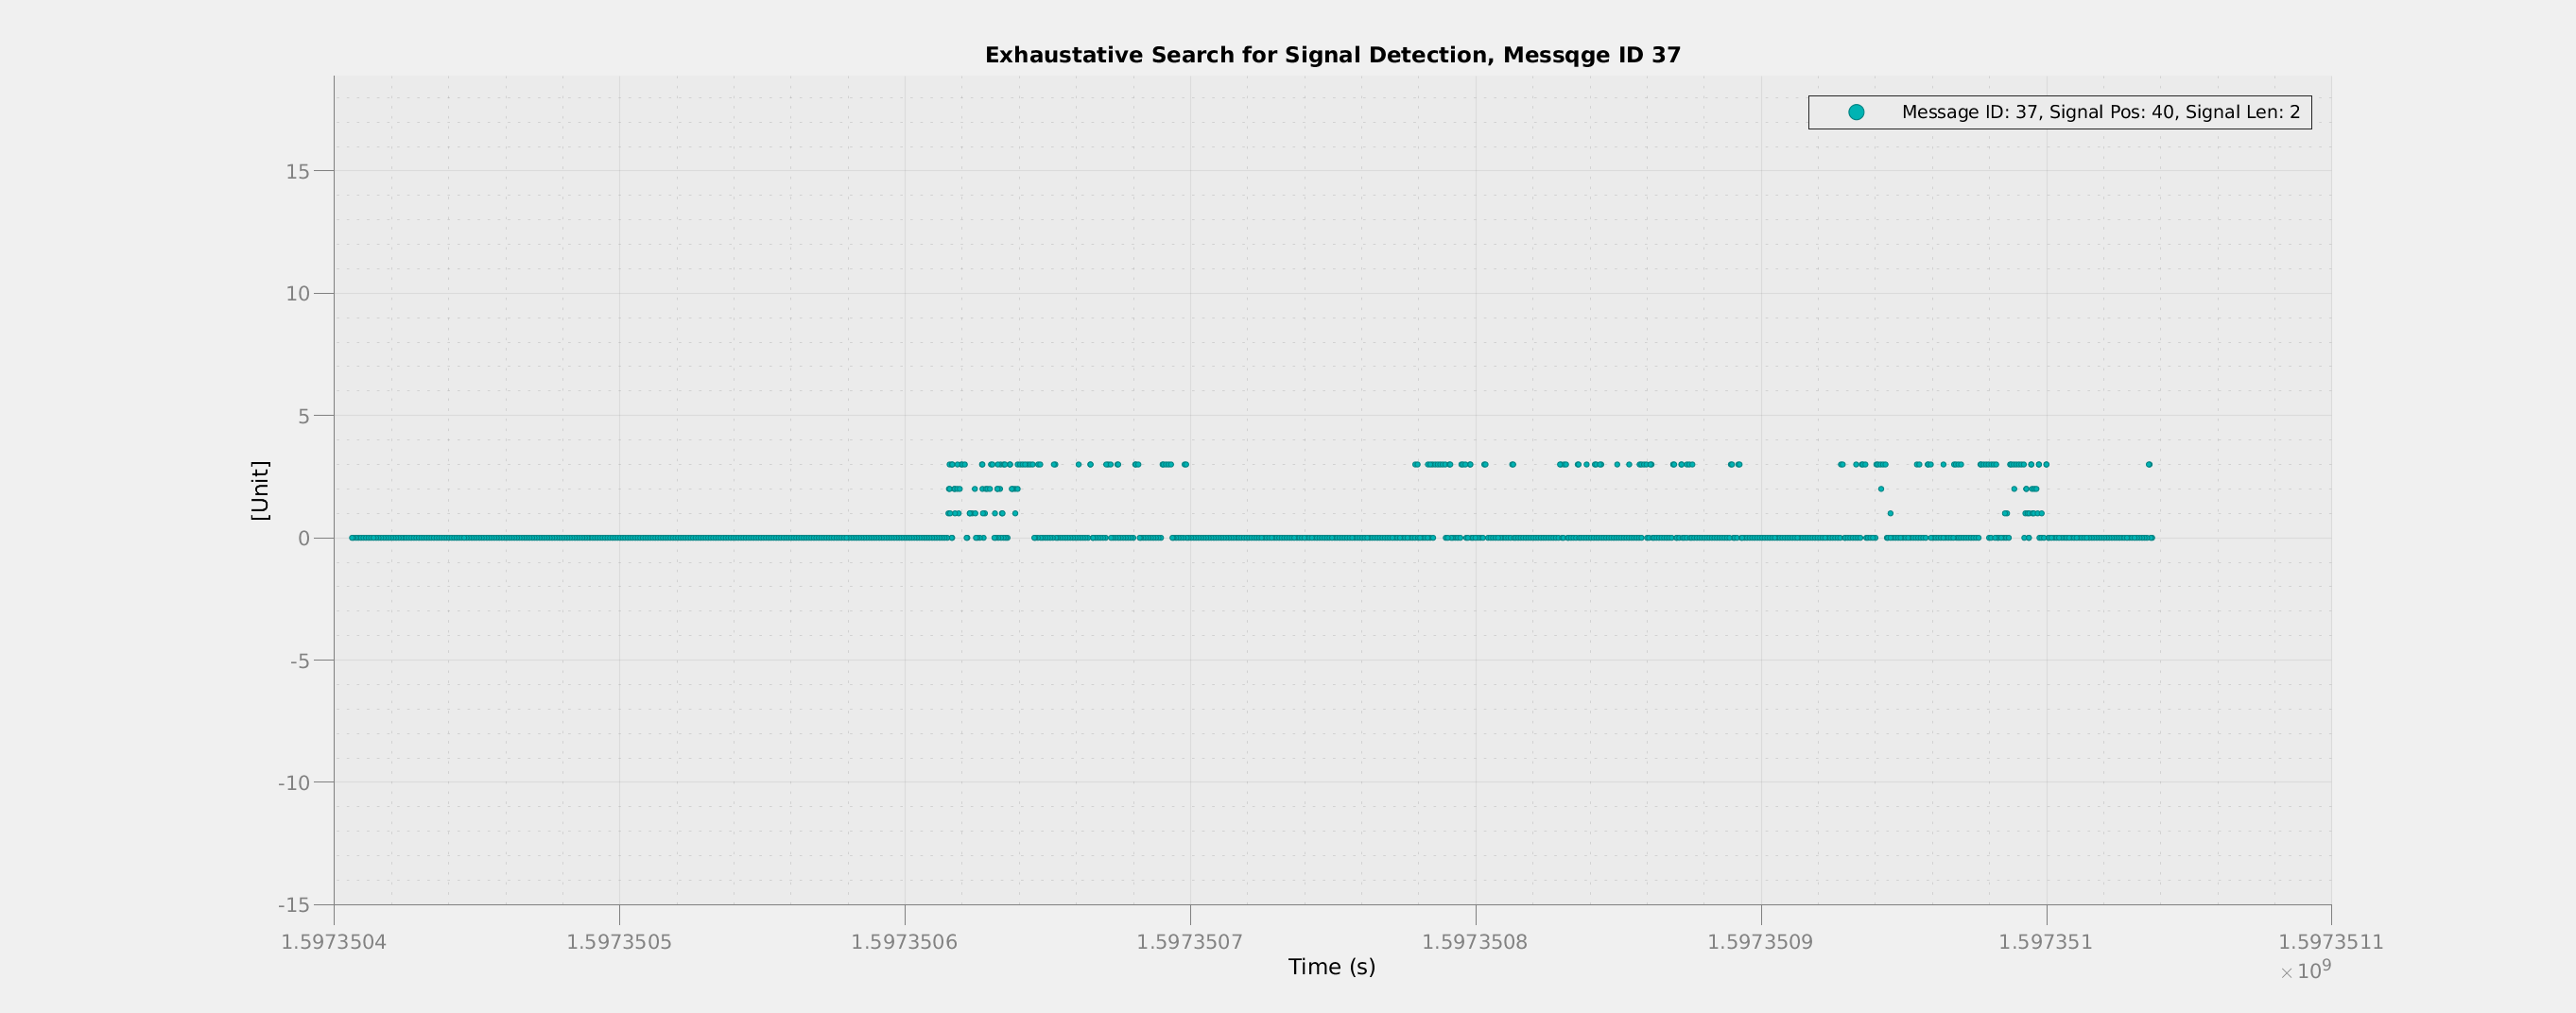 Exhaustative Search for Signal Detection, Messqge ID 37
Message ID: 37, Signal Pos: 40, Signal Len: 2
15
10
5
0
-5
-10
-15
[Unit]
1.5973504 1.5973505 1.5973506 1.5973507 1.5973508 1.5973509 1.597351 1.5973511
Time (s)
× 10⁹